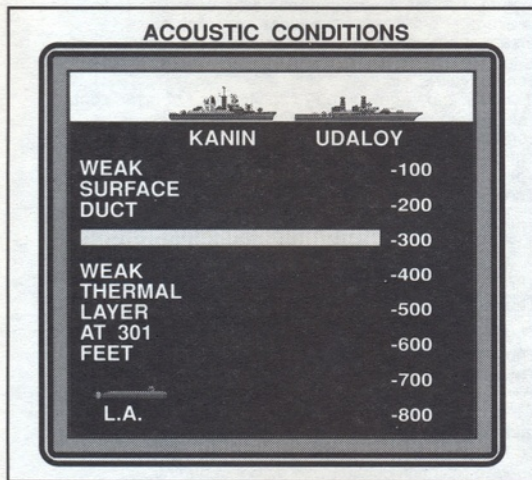 ACOUSTIC CONDITIONS
KANIN UDALOY
WEAK
SURFACE
DUCT
-100
-200
-300
WEAK
THERMAL
LAYER
AT 301
FEET
-400
-500
-600
-700
L.A.
-800